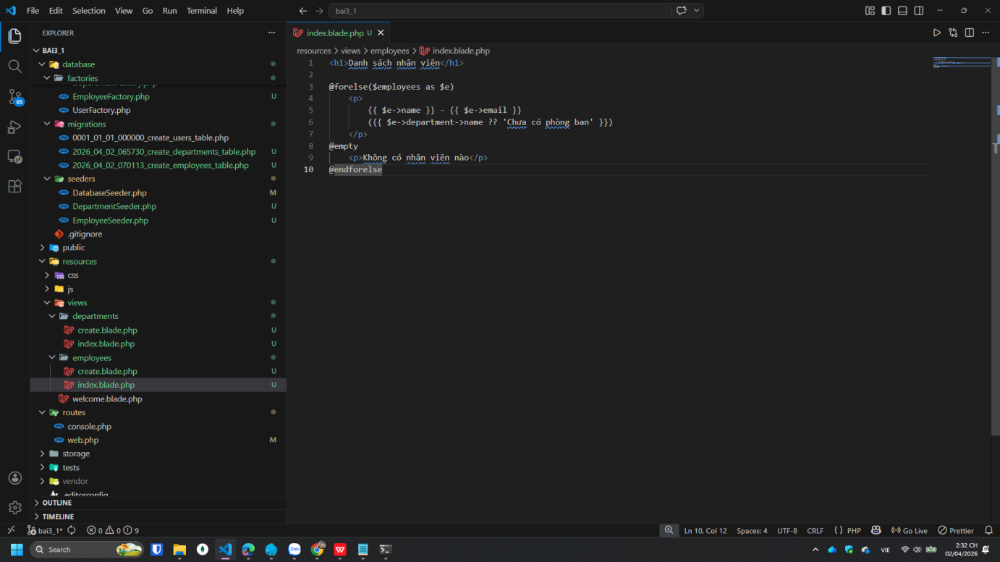 File Edit Selection View Go Run Terminal Help
bai3_1
EXPLORER
BAI3_1
database
factories
EmployeeFactory.php U
UserFactory.php
migrations
0001_01_01_000000_create_users_table.php
2026_04_02_065730_create_departments_table.php U
2026_04_02_070113_create_employees_table.php U
seeders
DatabaseSeeder.php M
DepartmentSeeder.php U
EmployeeSeeder.php U
.gitignore
public
resources
css
js
views
departments
create.blade.php U
index.blade.php U
employees
create.blade.php U
index.blade.php U
welcome.blade.php
routes
console.php
web.php M
storage
tests
vendor
.editorconfig
OUTLINE
TIMELINE
index.blade.php U
resources > views > employees > index.blade.php
1 <h1>Danh sách nhân viên</h1>
2
3 @forelse($employees as $e)
4 <p>
5 {{ $e->name }} - {{ $e->email }}
6 ({{ $e->department->name ?? 'Chưa có phòng ban' }})
7 </p>
8 @empty
9 <p>Không có nhân viên nào</p>
10 @endforelse
65
bai3_1* 0 0 9
Ln 10, Col 12 Spaces: 4 UTF-8 CRLF { } PHP Go Live Prettier
Search
Zalo
VIE
2:32 CH
02/04/2026